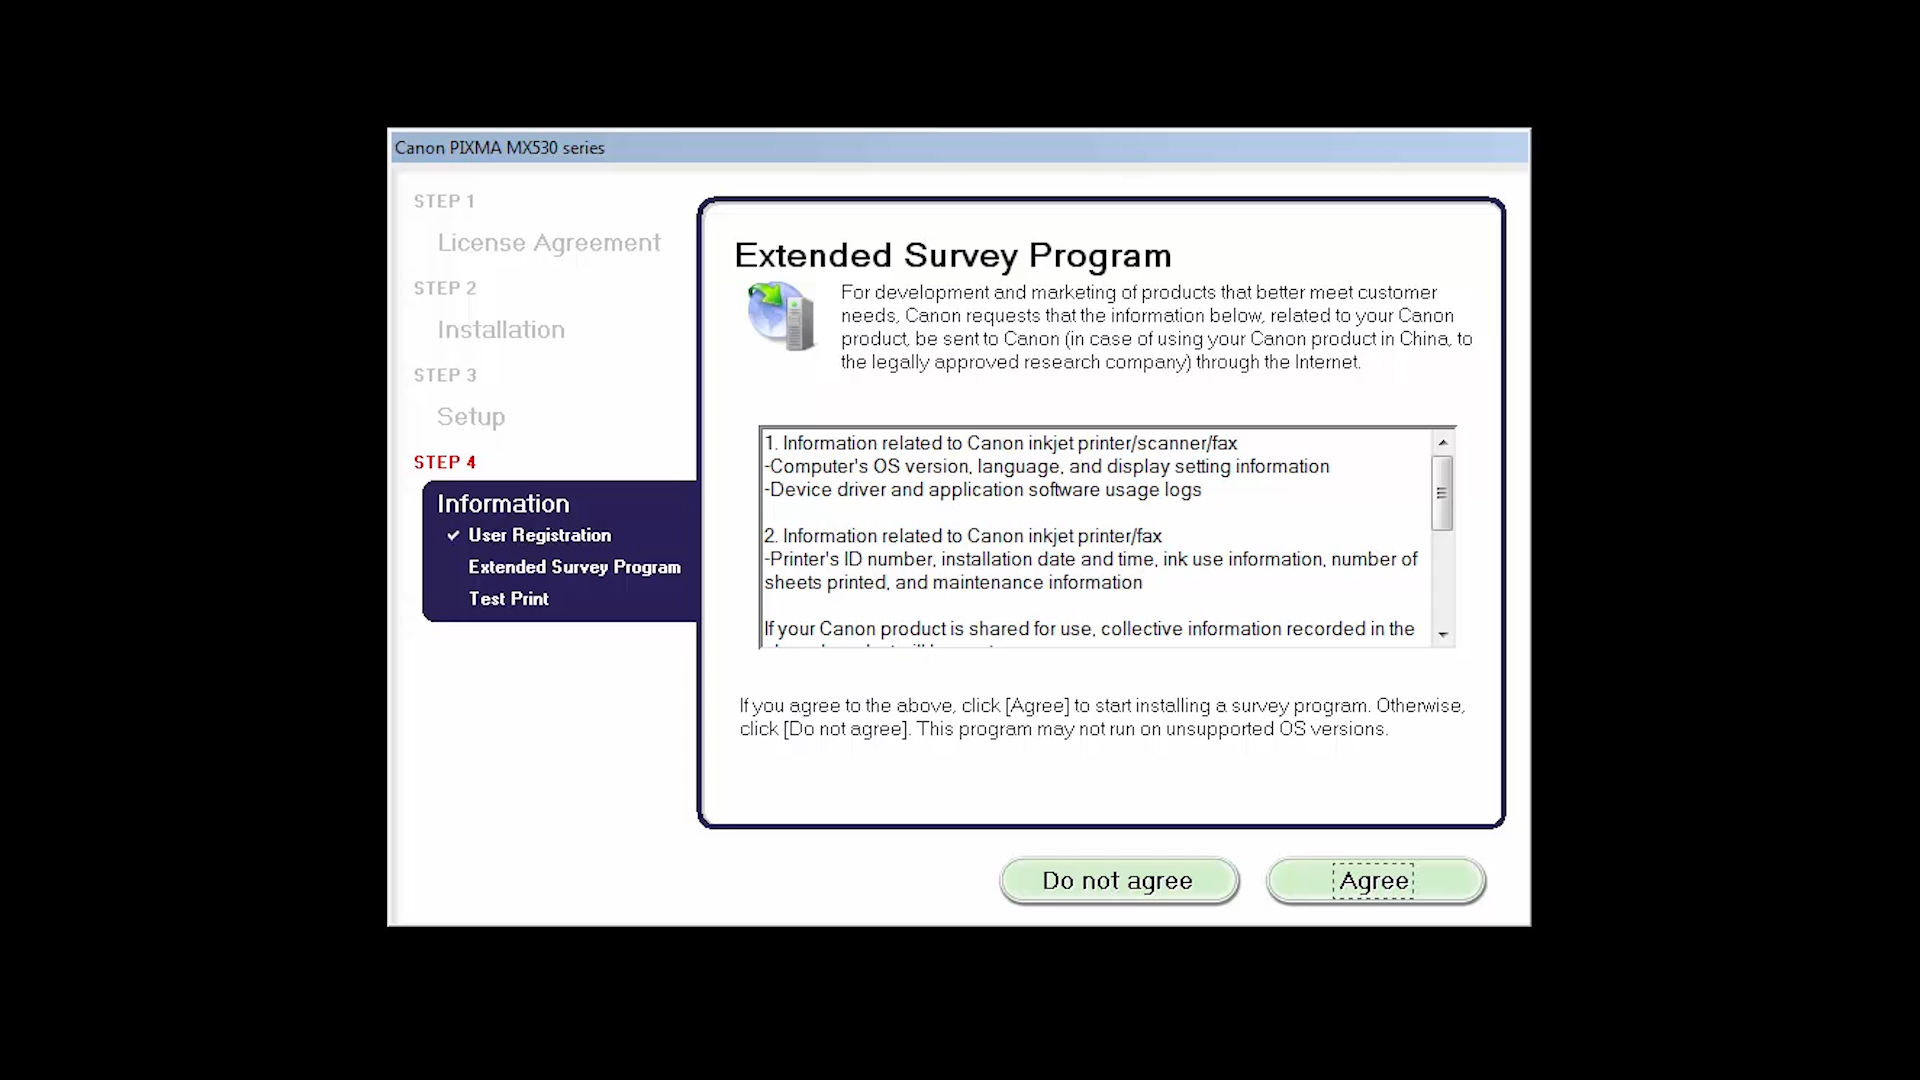 Canon PIXMA MX530 series
STEP 1
License Agreement
STEP 2
Installation
STEP 3
Setup
STEP 4
Information
User Registration
Extended Survey Program
Test Print
Extended Survey Program
For development and marketing of products that better meet customer
needs, Canon requests that the information below, related to your Canon
product, be sent to Canon (in case of using your Canon product in China, to
the legally approved research company) through the Internet.
1. Information related to Canon inkjet printer/scanner/fax
-Computer's OS version, language, and display setting information
-Device driver and application software usage logs
2. Information related to Canon inkjet printer/fax
-Printer's ID number, installation date and time, ink use information, number of
sheets printed, and maintenance information
If your Canon product is shared for use, collective information recorded in the
If you agree to the above, click [Agree] to start installing a survey program. Otherwise,
click [Do not agree]. This program may not run on unsupported OS versions.
Do not agree
Agree